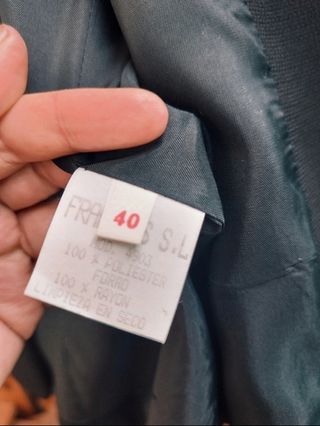 40
S.L
100 % POLIESTER
FORRO
100 % RAYON
LIMPIEZA EN SECO